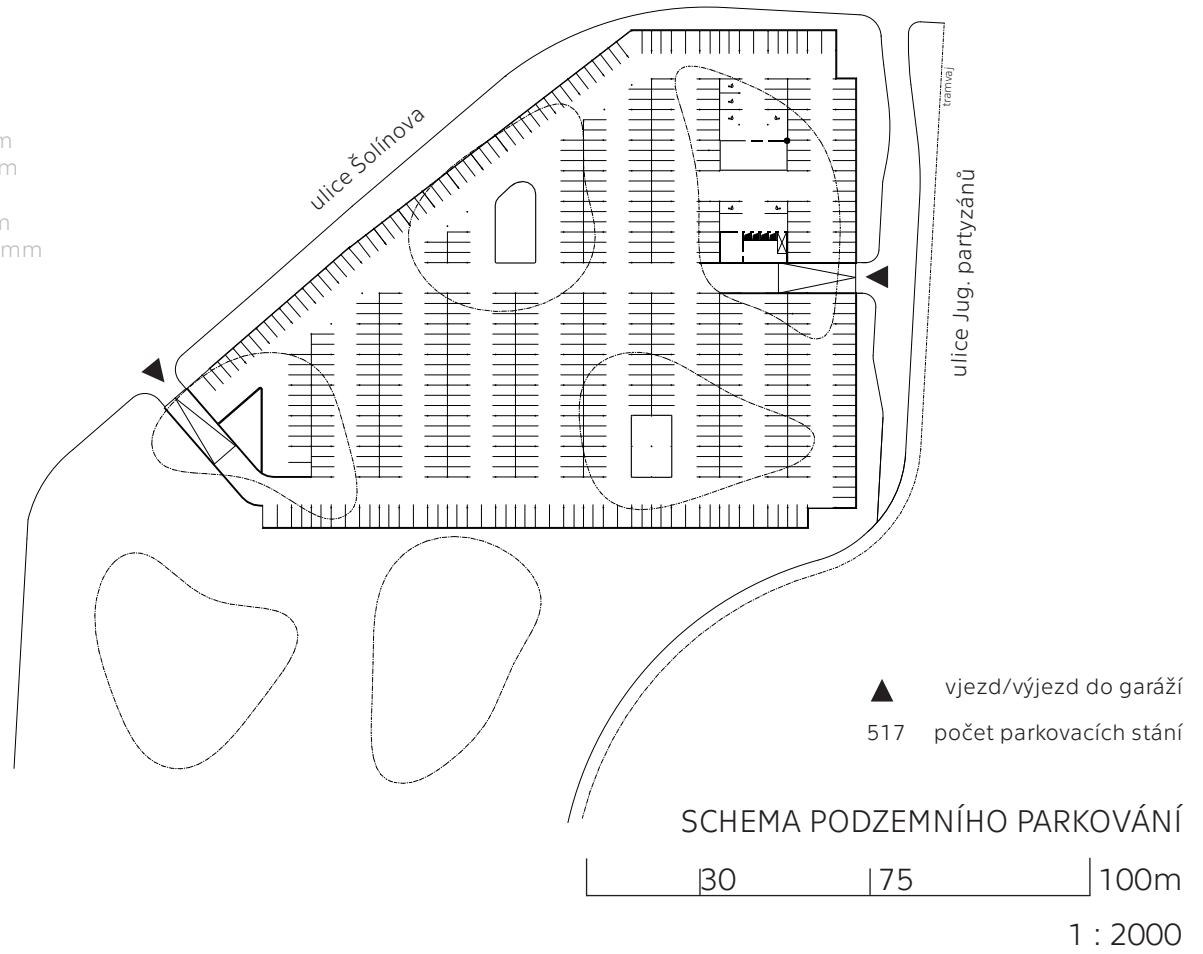 m
m
m
mm
ulice Šolínova
tramvaj
ulice Jug. partyzánů
vjezd/výjezd do garáží
517 počet parkovacích stání
SCHEMA PODZEMNÍHO PARKOVÁNÍ
30 75 100m
1 : 2000